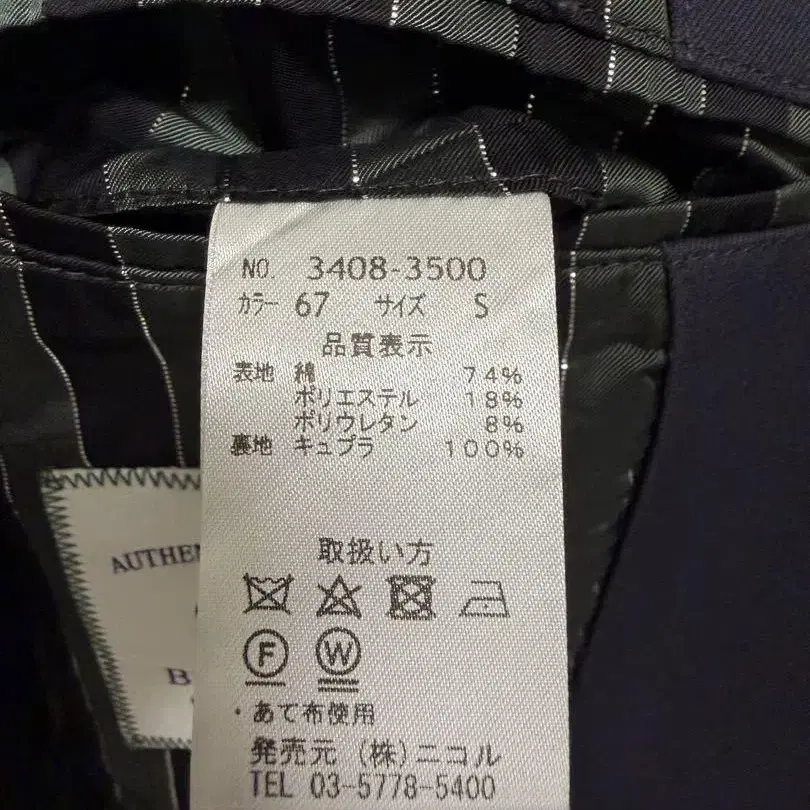 NO. 3408-3500
カラー 67 サイズ S
品質表示
表地 綿 74%
ポリエステル 18%
ポリウレタン 8%
裏地 キュプラ 100%
取扱い方
F W
・あて布使用
発売元 (株)ニコル
TEL 03-5778-5400